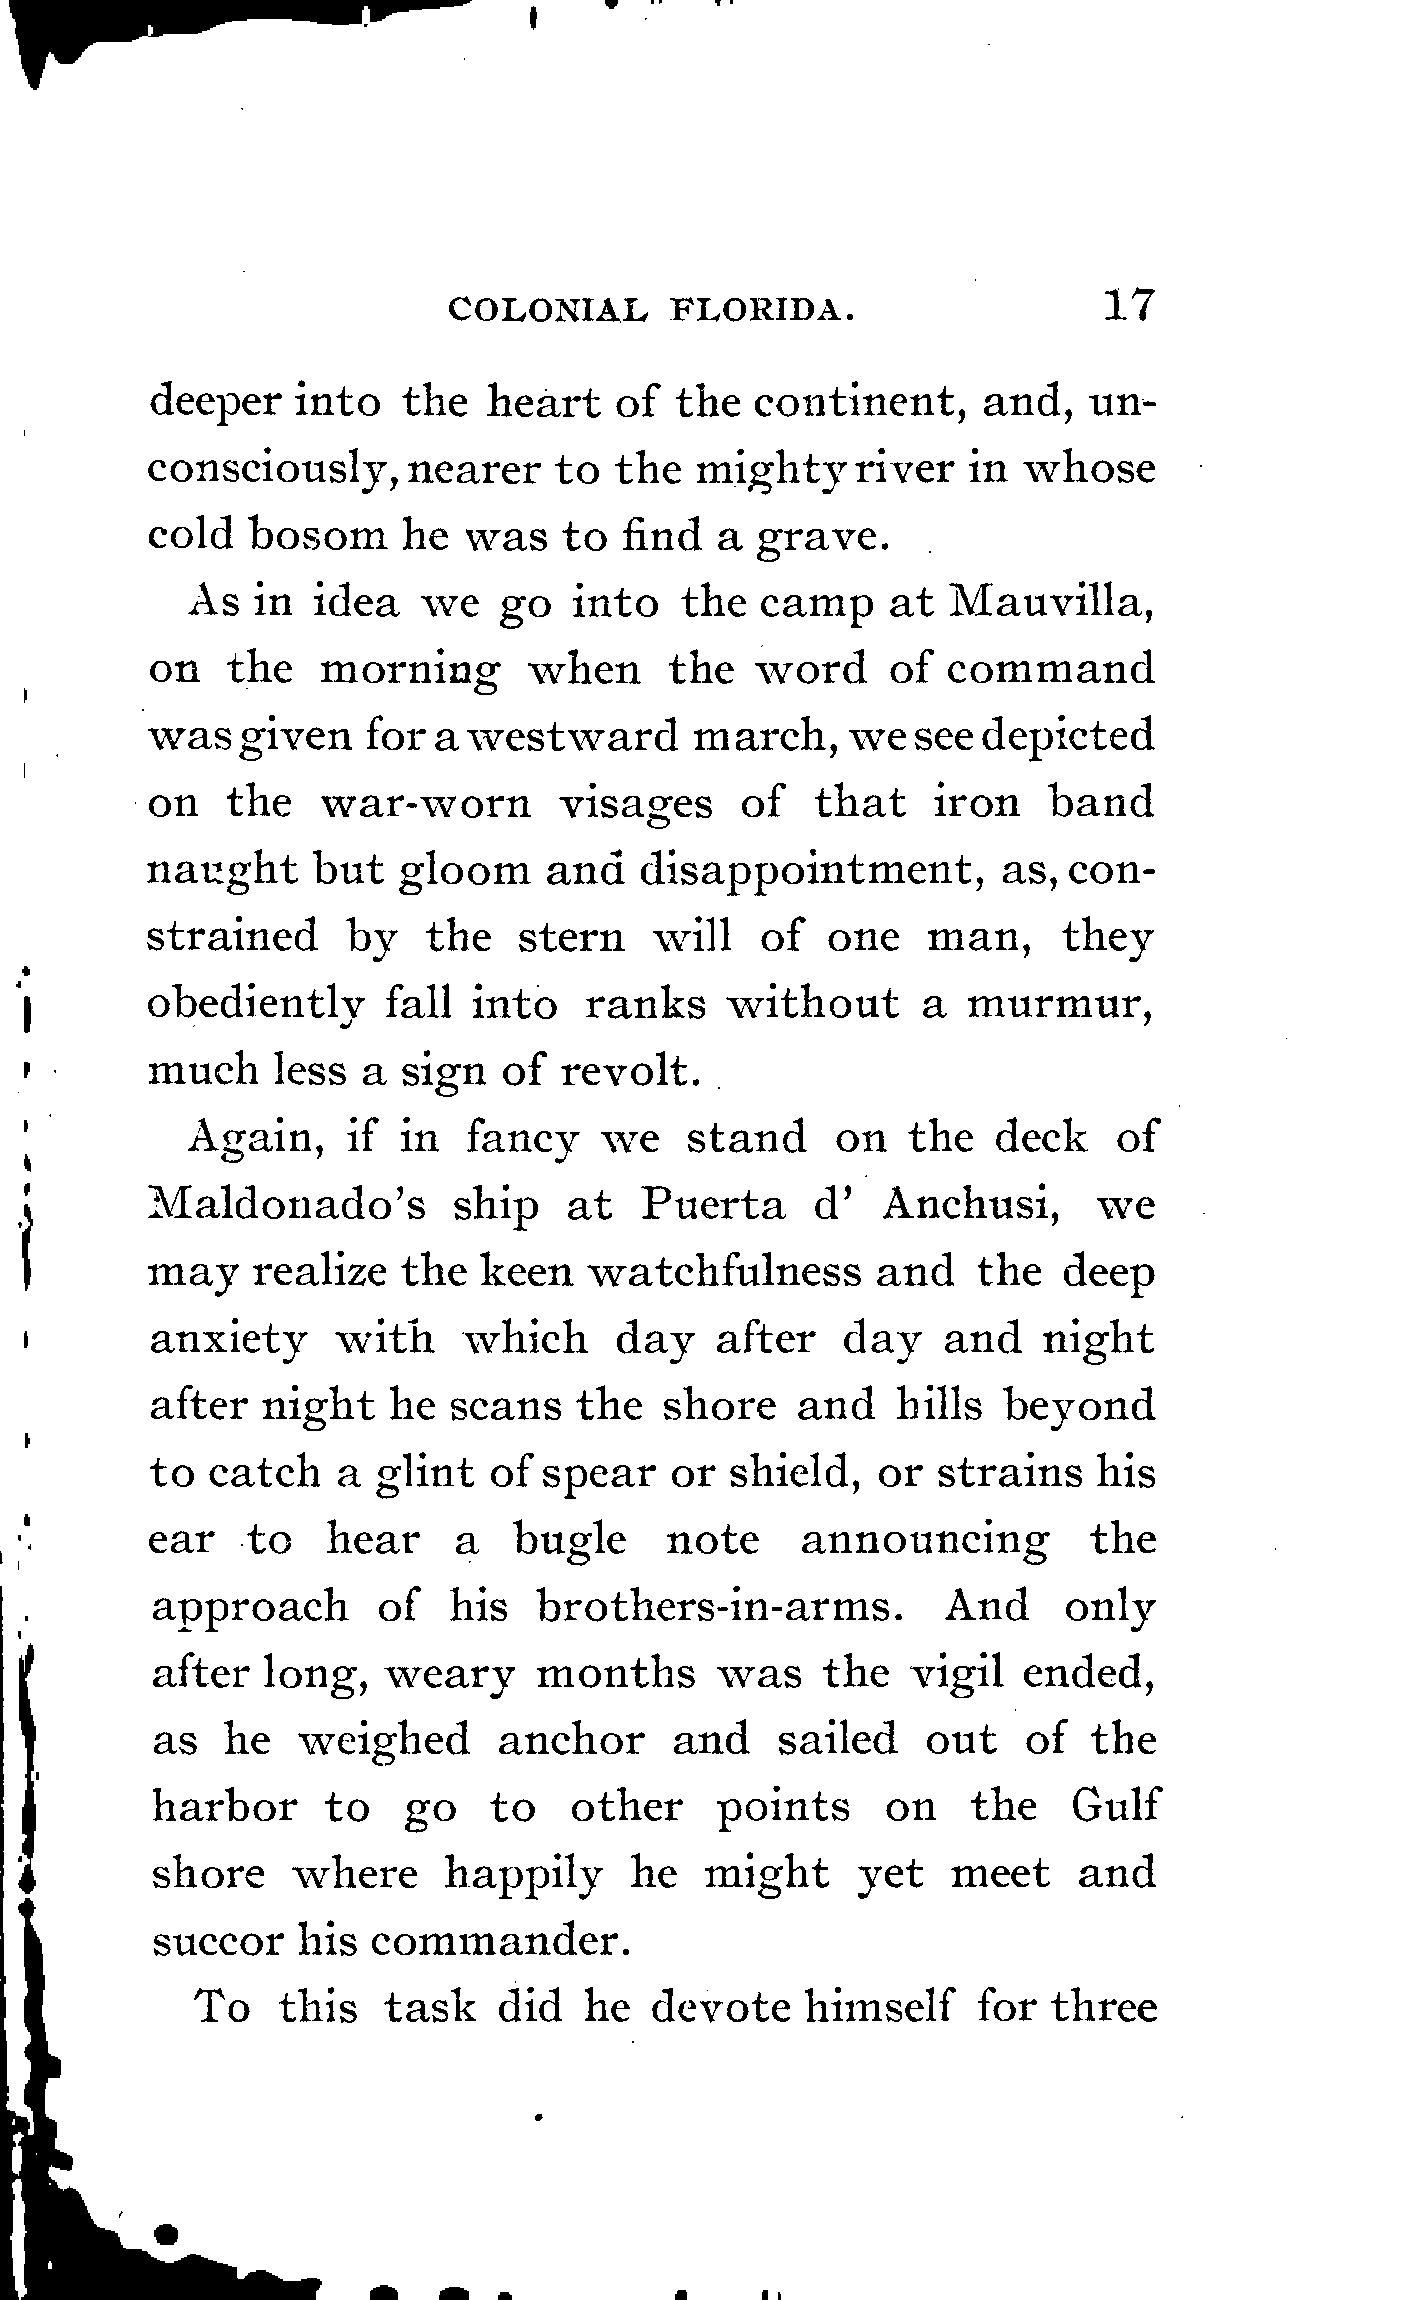 COLONIAL FLORIDA. 17
deeper into the heart of the continent, and, un-
consciously, nearer to the mighty river in whose
cold bosom he was to find a grave.
As in idea we go into the camp at Mauvilla,
on the morning when the word of command
was given for a westward march, we see depicted
on the war-worn visages of that iron band
naught but gloom and disappointment, as, con-
strained by the stern will of one man, they
obediently fall into ranks without a murmur,
much less a sign of revolt.
Again, if in fancy we stand on the deck of
Maldonado's ship at Puerta d' Anchusi, we
may realize the keen watchfulness and the deep
anxiety with which day after day and night
after night he scans the shore and hills beyond
to catch a glint of spear or shield, or strains his
ear to hear a bugle note announcing the
approach of his brothers-in-arms. And only
after long, weary months was the vigil ended,
as he weighed anchor and sailed out of the
harbor to go to other points on the Gulf
shore where happily he might yet meet and
succor his commander.
To this task did he devote himself for three